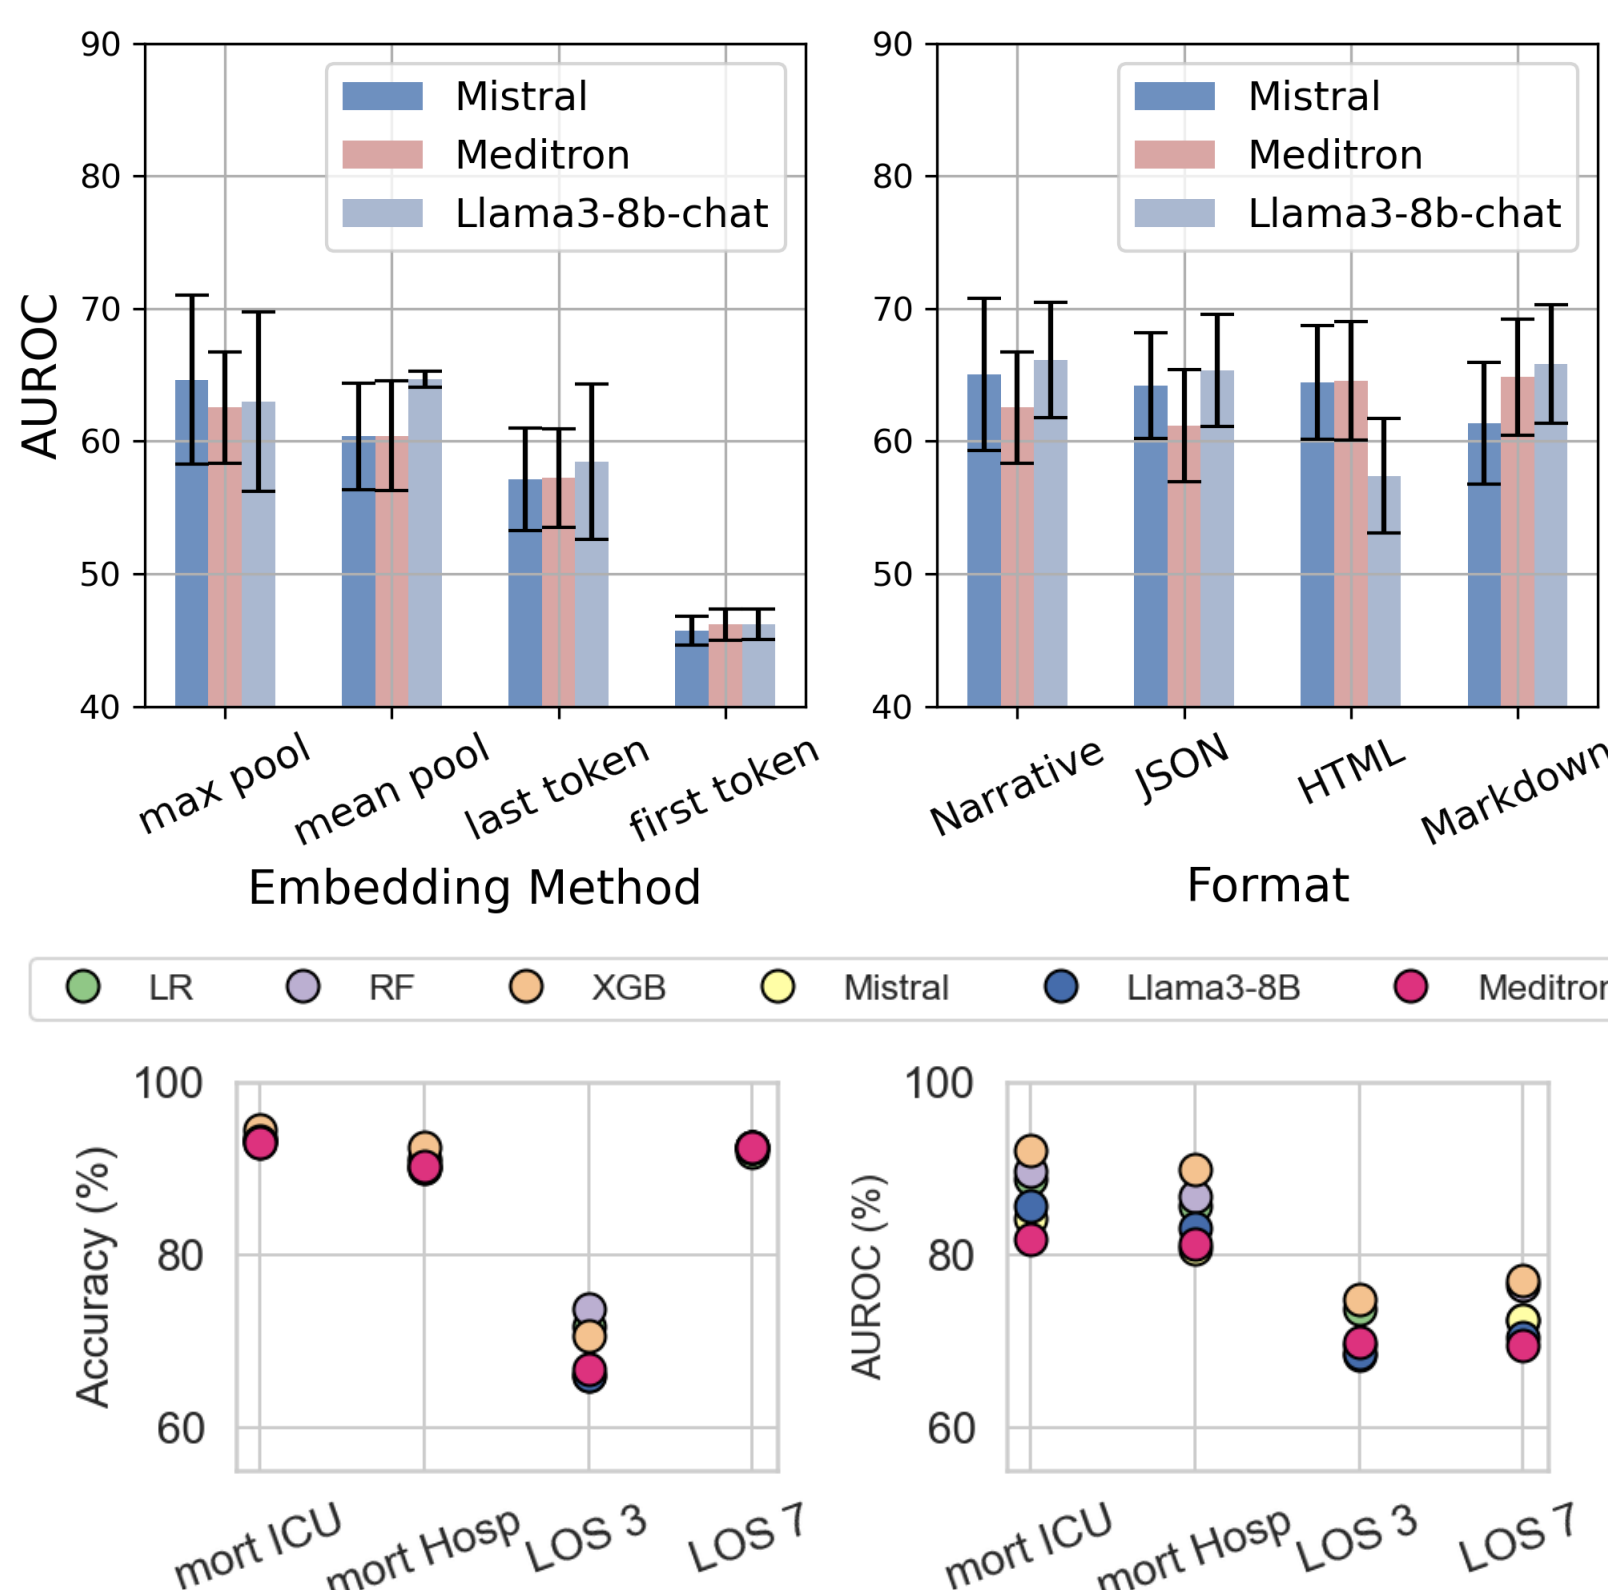 90
80
70
60
50
40
AUROC
Mistral
Meditron
Llama3-8b-chat
max pool
mean pool
last token
first token
Embedding Method
90
80
70
60
50
40
Mistral
Meditron
Llama3-8b-chat
Narrative
JSON
HTML
Markdown
Format
LR RF XGB Mistral Llama3-8B Meditron
100
80
60
Accuracy (%)
mort ICU
mort Hosp
LOS 3
LOS 7
100
80
60
AUROC (%)
mort ICU
mort Hosp
LOS 3
LOS 7